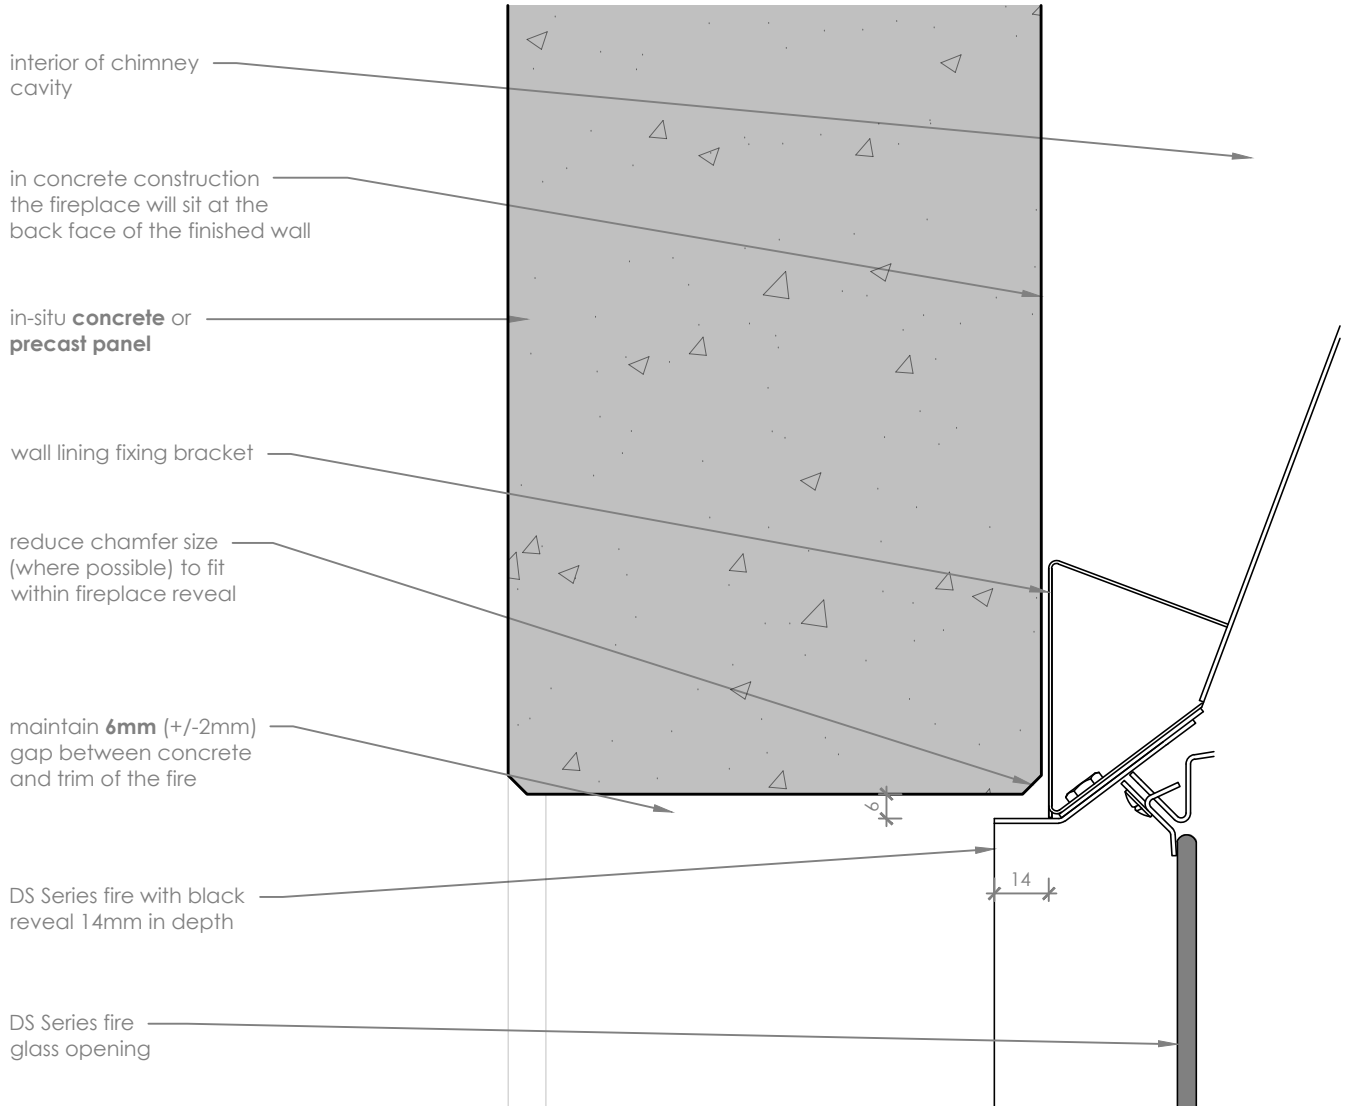 interior of chimney
cavity
in concrete construction
the fireplace will sit at the
back face of the finished wall
in-situ concrete or
precast panel
wall lining fixing bracket
reduce chamfer size
(where possible) to fit
within fireplace reveal
maintain 6mm (+/-2mm)
gap between concrete
and trim of the fire
6
DS Series fire with black
reveal 14mm in depth
14
DS Series fire
glass opening